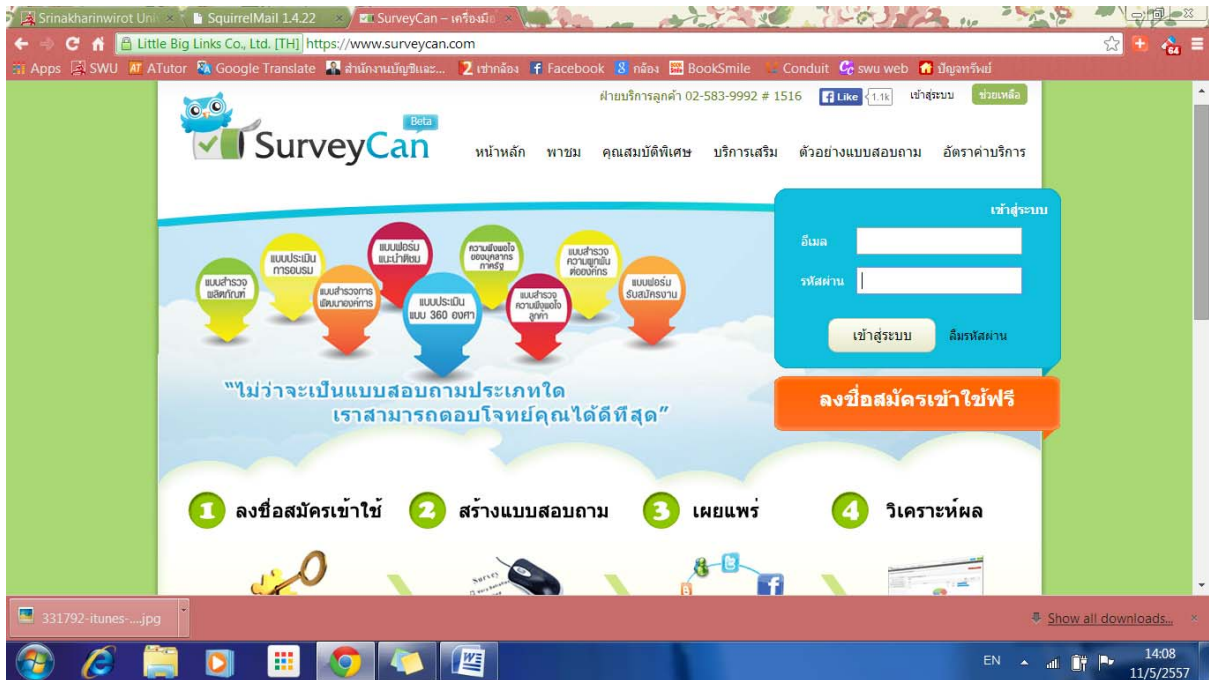 Srinakharinwirot Uni
SquirrelMail 1.4.22
SurveyCan – เครื่องมือ
Little Big Links Co., Ltd. [TH] https://www.surveycan.com
64
Apps SWU ATutor Google Translate สำนักงานบัญชีและ... เขากล้อง Facebook กล้อง BookSmile Conduit swu web ปัญจทรัพย์
ฝ่ายบริการลูกค้า 02-583-9992 # 1516 Like 1.1k เข้าสู่ระบบ ช่วยเหลือ
Beta
SurveyCan
หน้าหลัก พาชม คุณสมบัติพิเศษ บริการเสริม ตัวอย่างแบบสอบถาม อัตราค่าบริการ
แบบสำรวจ
ผลิตภัณฑ์
แบบประเมิน
การอบรม
แบบสำรวจการ
พัฒนาองค์การ
แบบฟอร์ม
แนะนำติชม
แบบประเมิน
แบบ 360 องศา
ความพึงพอใจ
ของบุคลากร
ภาครัฐ
แบบสำรวจ
ความพึงพอใจ
ลูกค้า
แบบสำรวจ
ความผูกพัน
ต่อองค์กร
แบบฟอร์ม
รับสมัครงาน
"ไม่ว่าจะเป็นแบบสอบถามประเภทใด
เราสามารถตอบโจทย์คุณได้ดีที่สุด"
เข้าสู่ระบบ
อีเมล
รหัสผ่าน
เข้าสู่ระบบ ลืมรหัสผ่าน
ลงชื่อสมัครเข้าใช้ฟรี
1 ลงชื่อสมัครเข้าใช้ 2 สร้างแบบสอบถาม 3 เผยแพร่ 4 วิเคราะห์ผล
Survey
331792-itunes-....jpg
Show all downloads...
EN
14:08
11/5/2557